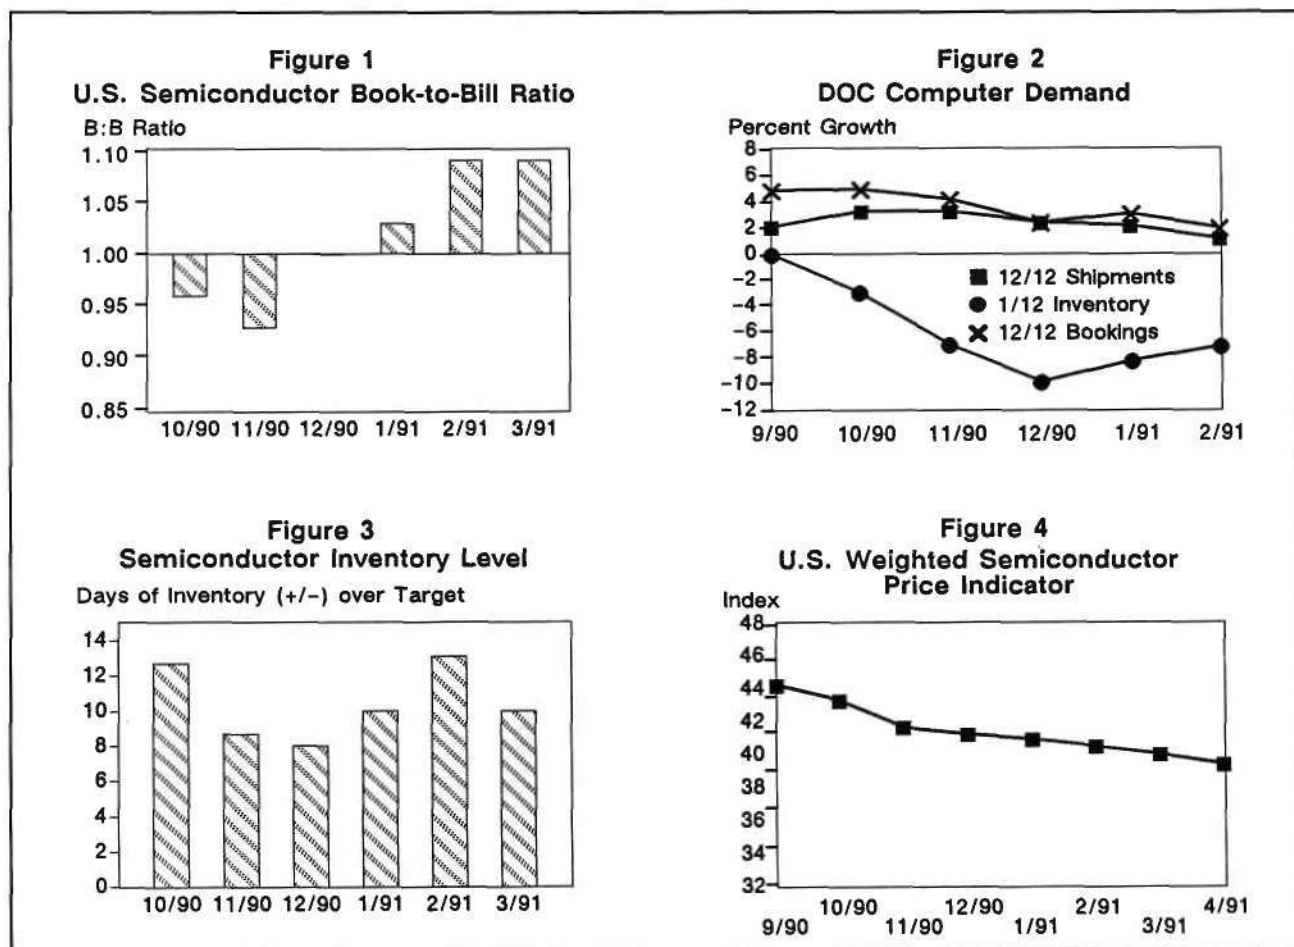 Figure 1
U.S. Semiconductor Book-to-Bill Ratio
B:B Ratio
1.10
1.05
1.00
0.95
0.90
0.85
10/90 11/90 12/90 1/91 2/91 3/91
Figure 2
DOC Computer Demand
Percent Growth
8
6
4
2
0
-2
-4
-6
-8
-10
-12
12/12 Shipments
1/12 Inventory
12/12 Bookings
9/90 10/90 11/90 12/90 1/91 2/91
Figure 3
Semiconductor Inventory Level
Days of Inventory (+/-) over Target
14
12
10
8
6
4
2
0
10/90 11/90 12/90 1/91 2/91 3/91
Figure 4
U.S. Weighted Semiconductor
Price Indicator
Index
48
46
44
42
40
36
34
32
10/90 12/90 2/91 4/91
9/90 11/90 1/91 3/91